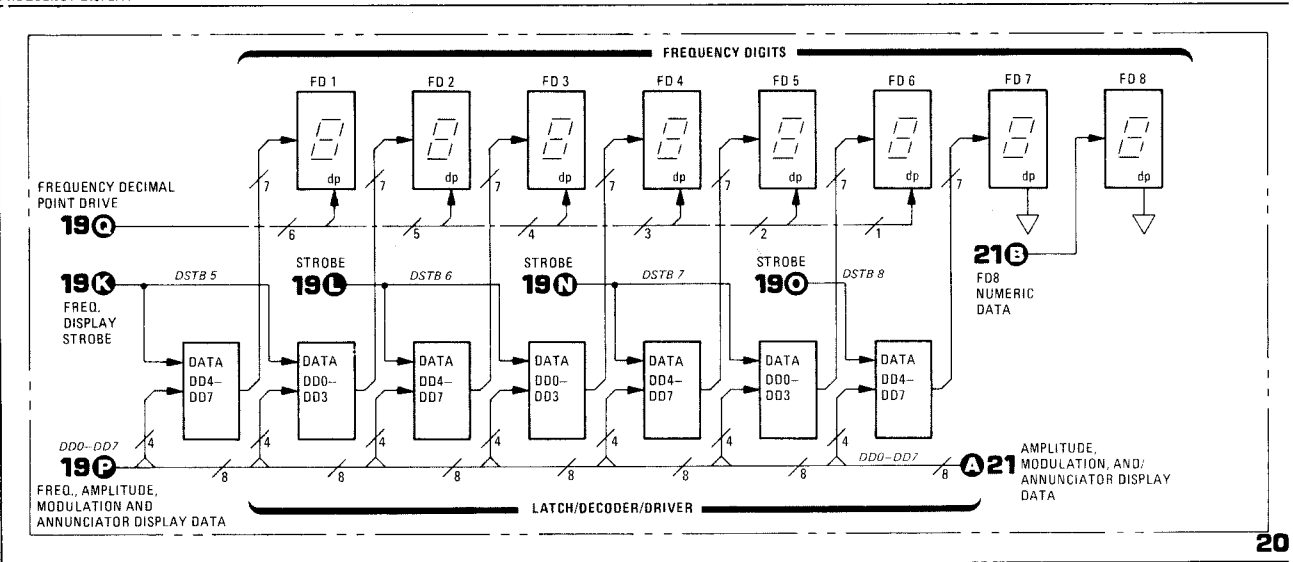 FREQUENCY DIGITS
FD 1 FD 2 FD 3 FD 4 FD 5 FD 6 FD 7 FD 8
dp dp dp dp dp dp dp dp
7 7 7 7 7 7 7
FREQUENCY DECIMAL
POINT DRIVE
19Q
6 5 4 3 2 1
19K
DSTB 5
FREQ.
DISPLAY
STROBE
STROBE
19L
DSTB 6
STROBE
19N
DSTB 7
STROBE
19O
DSTB 8
21B
FD8
NUMERIC
DATA
DATA DATA DATA DATA DATA DATA DATA
DD4– DD0– DD4– DD0– DD4– DD0– DD4–
DD7 DD3 DD7 DD3 DD7 DD3 DD7
4 4 4 4 4 4 4
DD0–DD7
19P
FREQ., AMPLITUDE,
MODULATION AND
ANNUNCIATOR DISPLAY DATA
8 8 8 8 8 8 8
DD0–DD7
A21
AMPLITUDE,
MODULATION, AND/
ANNUNCIATOR DISPLAY
DATA
LATCH/DECODER/DRIVER
20